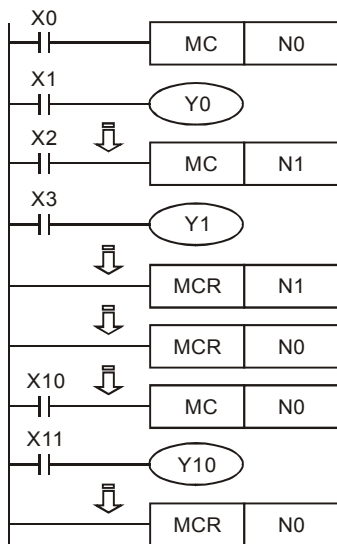 X0
MC N0
X1
Y0
X2
MC N1
X3
Y1
MCR N1
MCR N0
X10
MC N0
X11
Y10
MCR N0